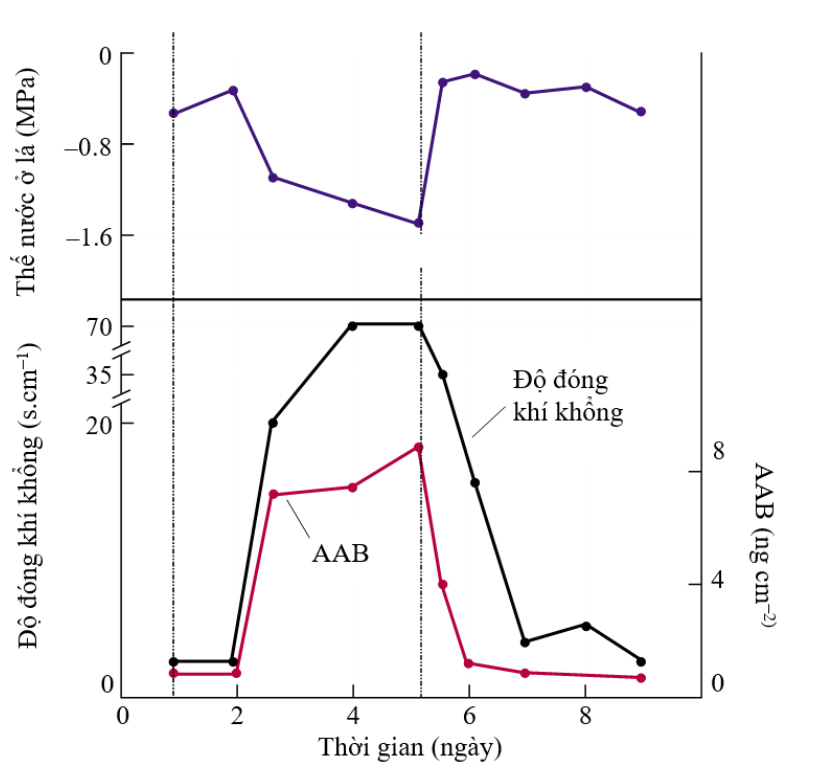 Thế nước ở lá (MPa)
0
–0.8
–1.6
Độ đóng khí khổng (s.cm⁻¹)
70
35
20
0
Độ đóng
khí khổng
AAB
8
4
0
AAB (ng cm⁻²)
0 2 4 6 8
Thời gian (ngày)